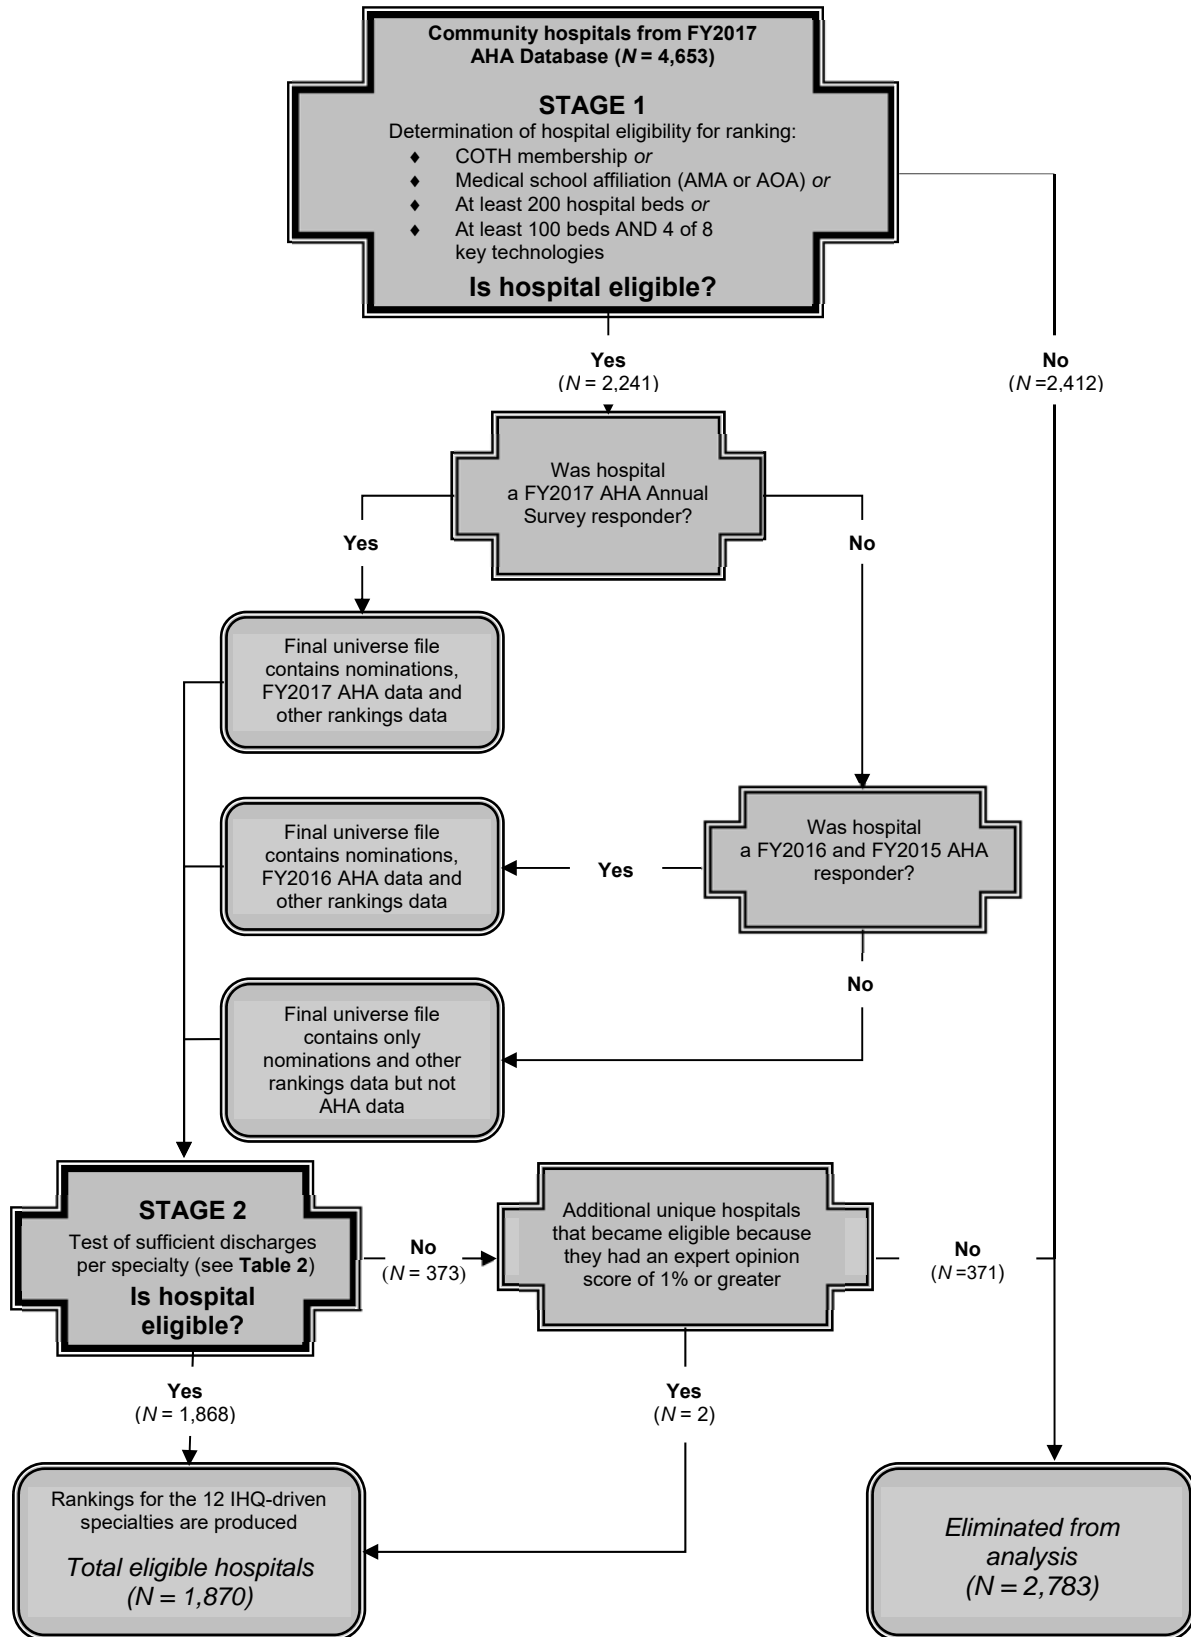 Community hospitals from FY2017
AHA Database (N = 4,653)
STAGE 1
Determination of hospital eligibility for ranking:
♦ COTH membership or
♦ Medical school affiliation (AMA or AOA) or
♦ At least 200 hospital beds or
♦ At least 100 beds AND 4 of 8
key technologies
Is hospital eligible?
Yes
(N = 2,241)
No
(N =2,412)
Was hospital
a FY2017 AHA Annual
Survey responder?
Yes
No
Final universe file
contains nominations,
FY2017 AHA data and
other rankings data
Was hospital
a FY2016 and FY2015 AHA
responder?
Yes
Final universe file
contains nominations,
FY2016 AHA data and
other rankings data
No
Final universe file
contains only
nominations and other
rankings data but not
AHA data
STAGE 2
Test of sufficient discharges
per specialty (see Table 2)
Is hospital
eligible?
No
(N = 373)
Additional unique hospitals
that became eligible because
they had an expert opinion
score of 1% or greater
No
(N =371)
Yes
(N = 1,868)
Yes
(N = 2)
Rankings for the 12 IHQ-driven
specialties are produced
Total eligible hospitals
(N = 1,870)
Eliminated from
analysis
(N = 2,783)